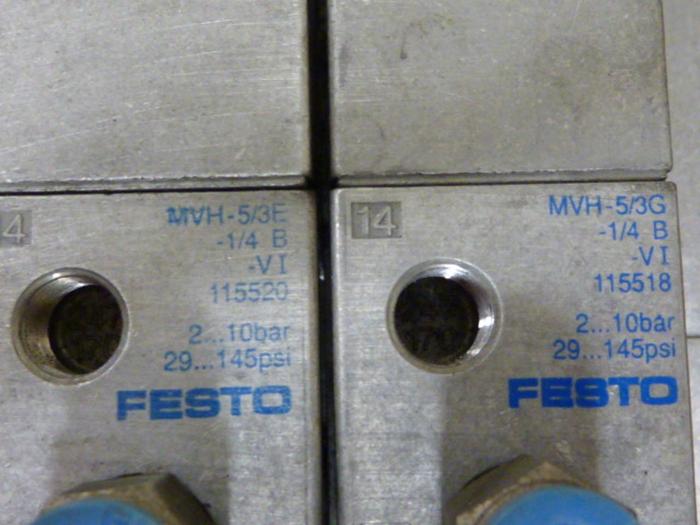 4
MVH-5/3E
-1/4 B
-VI
115520
2...10bar
29...145psi
FESTO
14
MVH-5/3G
-1/4 B
-VI
115518
2...10bar
29...145psi
FESTO